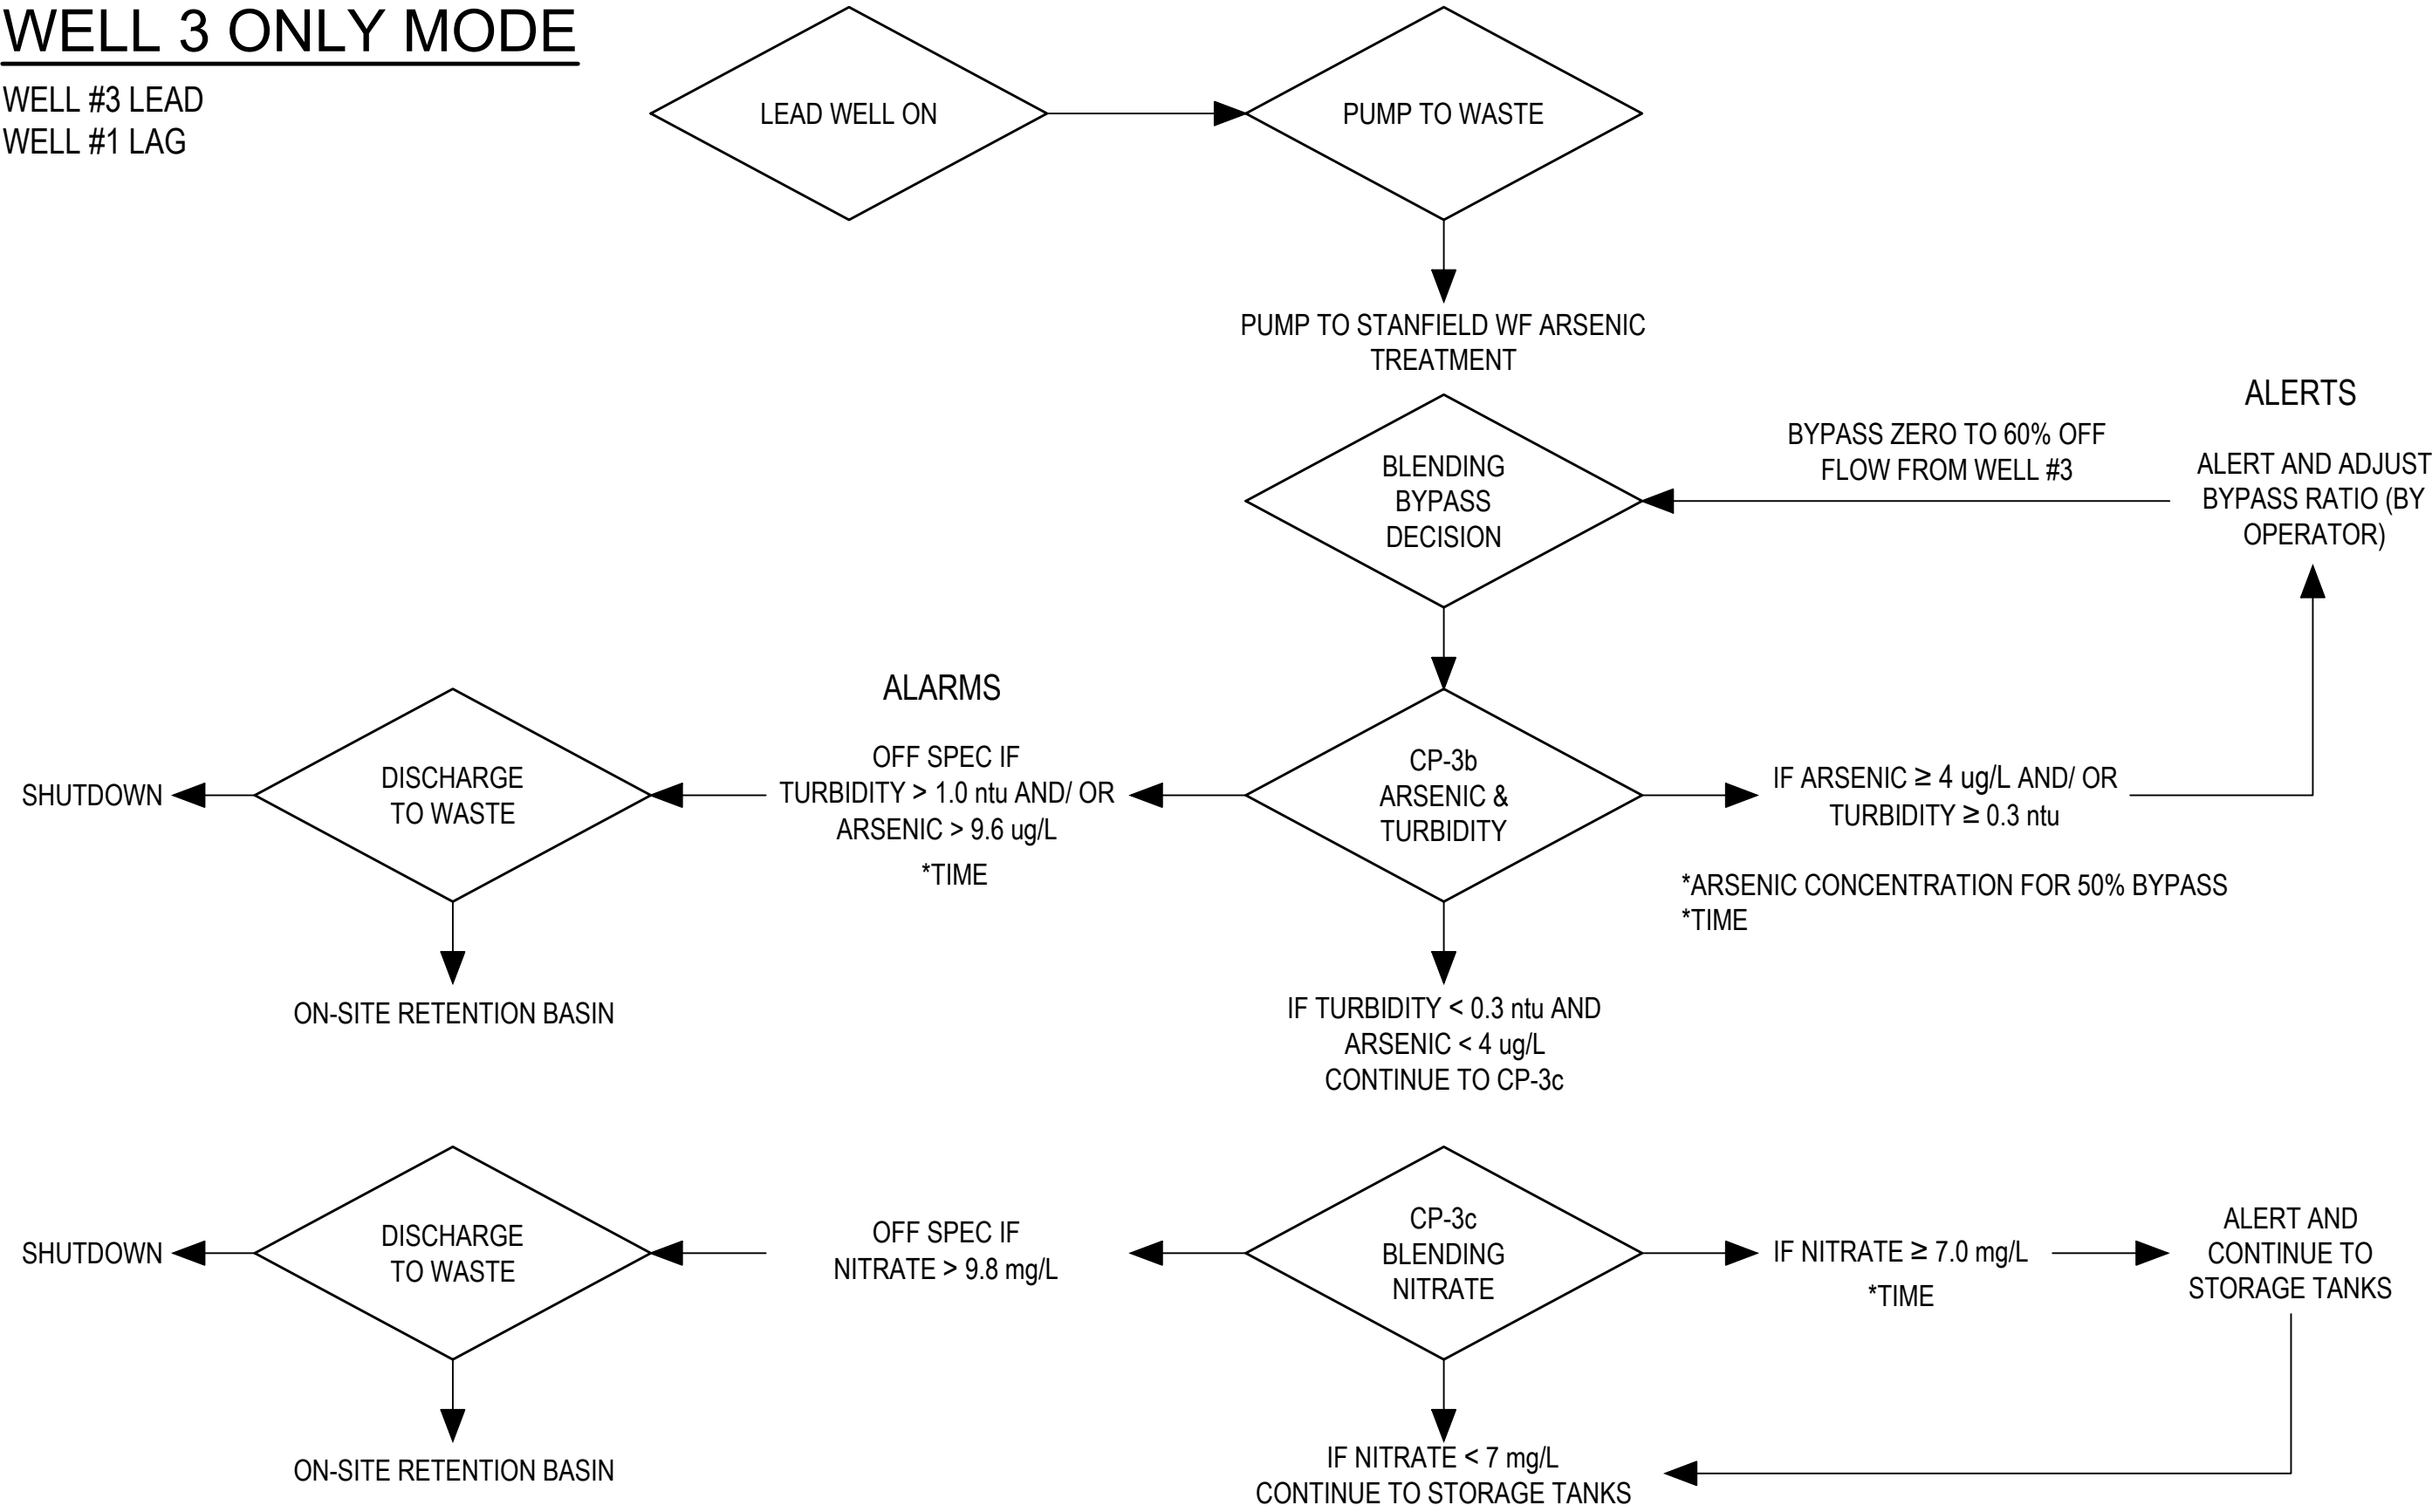 WELL 3 ONLY MODE
WELL #3 LEAD
WELL #1 LAG
LEAD WELL ON
PUMP TO WASTE
PUMP TO STANFIELD WF ARSENIC
TREATMENT
BLENDING
BYPASS
DECISION
BYPASS ZERO TO 60% OFF
FLOW FROM WELL #3
ALERTS
ALERT AND ADJUST
BYPASS RATIO (BY
OPERATOR)
SHUTDOWN
DISCHARGE
TO WASTE
ALARMS
OFF SPEC IF
TURBIDITY > 1.0 ntu AND/ OR
ARSENIC > 9.6 ug/L
*TIME
CP-3b
ARSENIC &
TURBIDITY
IF ARSENIC ≥ 4 ug/L AND/ OR
TURBIDITY ≥ 0.3 ntu
*ARSENIC CONCENTRATION FOR 50% BYPASS
*TIME
ON-SITE RETENTION BASIN
IF TURBIDITY < 0.3 ntu AND
ARSENIC < 4 ug/L
CONTINUE TO CP-3c
SHUTDOWN
DISCHARGE
TO WASTE
OFF SPEC IF
NITRATE > 9.8 mg/L
CP-3c
BLENDING
NITRATE
IF NITRATE ≥ 7.0 mg/L
*TIME
ALERT AND
CONTINUE TO
STORAGE TANKS
ON-SITE RETENTION BASIN
IF NITRATE < 7 mg/L
CONTINUE TO STORAGE TANKS